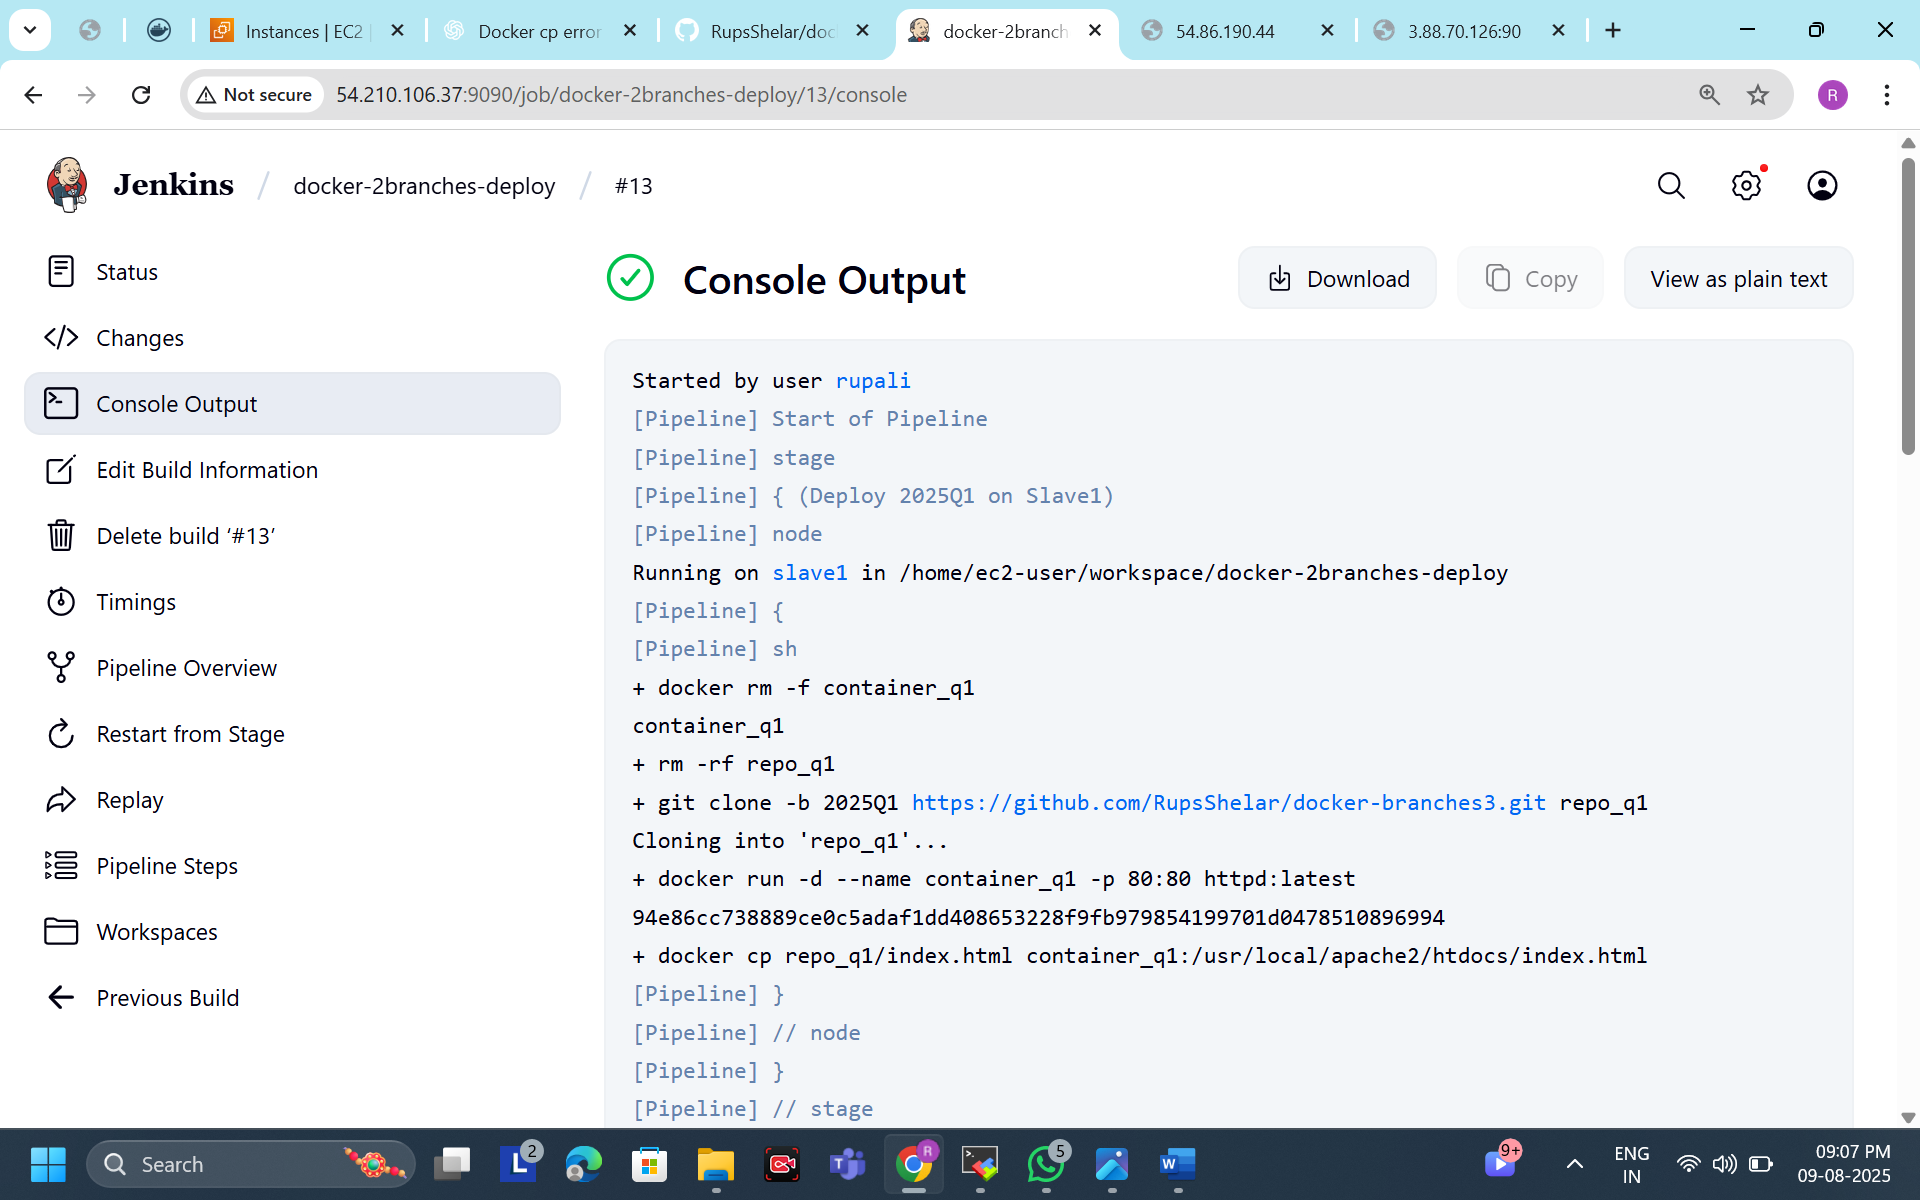 Instances | EC2
Docker cp error
RupsShelar/doc
docker-2branch
54.86.190.44
3.88.70.126:90
Not secure
54.210.106.37:9090/job/docker-2branches-deploy/13/console
R
Jenkins / docker-2branches-deploy / #13
Status
Changes
Console Output
Edit Build Information
Delete build ‘#13’
Timings
Pipeline Overview
Restart from Stage
Replay
Pipeline Steps
Workspaces
Previous Build
Console Output
Download
Copy
View as plain text
Started by user rupali
[Pipeline] Start of Pipeline
[Pipeline] stage
[Pipeline] { (Deploy 2025Q1 on Slave1)
[Pipeline] node
Running on slave1 in /home/ec2-user/workspace/docker-2branches-deploy
[Pipeline] {
[Pipeline] sh
+ docker rm -f container_q1
container_q1
+ rm -rf repo_q1
+ git clone -b 2025Q1 https://github.com/RupsShelar/docker-branches3.git repo_q1
Cloning into 'repo_q1'...
+ docker run -d --name container_q1 -p 80:80 httpd:latest
94e86cc738889ce0c5adaf1dd408653228f9fb979854199701d0478510896994
+ docker cp repo_q1/index.html container_q1:/usr/local/apache2/htdocs/index.html
[Pipeline] }
[Pipeline] // node
[Pipeline] }
[Pipeline] // stage
Search
L
2
R
5
9+
ENG
IN
09:07 PM
09-08-2025